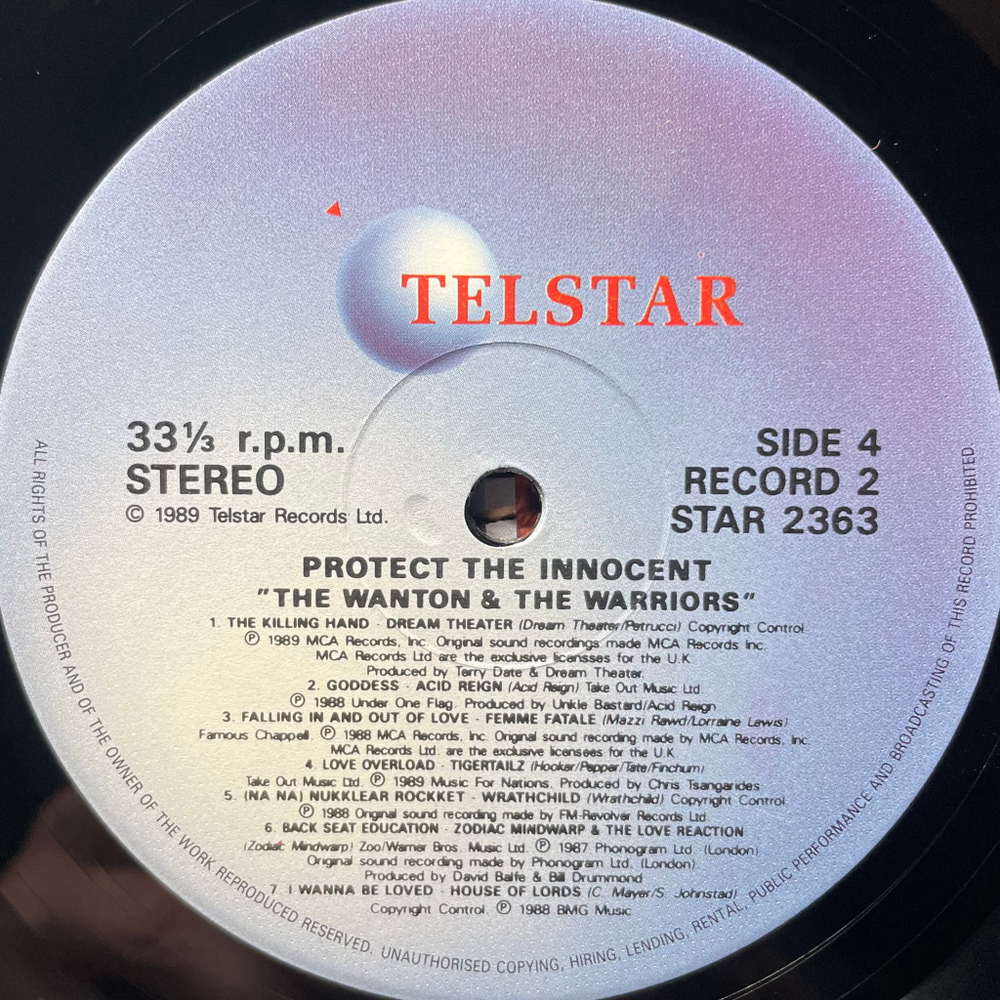 TELSTAR
33⅓ r.p.m.
STEREO
© 1989 Telstar Records Ltd.
SIDE 4
RECORD 2
STAR 2363
PROTECT THE INNOCENT
"THE WANTON & THE WARRIORS"
1. THE KILLING HAND - DREAM THEATER (Dream Theater/Petrucci) Copyright Control
Ⓟ 1989 MCA Records, Inc. Original sound recordings made MCA Records Inc.
MCA Records Ltd are the exclusive licensses for the U.K
Produced by Terry Date & Dream Theater.
2. GODDESS - ACID REIGN (Acid Reign) Take Out Music Ltd.
Ⓟ 1988 Under One Flag. Produced by Unkle Bastard/Acid Reign
3. FALLING IN AND OUT OF LOVE - FEMME FATALE (Mazzi Rawd/Lorraine Lewis)
Famous Chappell. Ⓟ 1988 MCA Records, Inc. Original sound recording made by MCA Records, Inc.
MCA Records Ltd. are the exclusive licensees for the U.K
4. LOVE OVERLOAD - TIGERTAILZ (Hooker/Pepper/Tate/Finchum)
Take Out Music Ltd. Ⓟ 1989 Music For Nations. Produced by Chris Tsangarides
5. (NA NA) NUKKLEAR ROCKKET - WRATHCHILD (Wrathchild) Copyright Control
Ⓟ 1988 Original sound recording made by FM-Revolver Records Ltd.
6. BACK SEAT EDUCATION - ZODIAC MINDWARP & THE LOVE REACTION
(Zodiac Mindwarp) Zoo/Warner Bros. Music Ltd. Ⓟ 1987 Phonogram Ltd. (London)
Original sound recording made by Phonogram Ltd. (London)
Produced by David Balfe & Bill Drummond
7. I WANNA BE LOVED - HOUSE OF LORDS (C. Mayer/S. Johnstad)
Copyright Control. Ⓟ 1988 BMG Music
ALL RIGHTS OF THE PRODUCER AND OF THE OWNER OF THE WORK REPRODUCED RESERVED. UNAUTHORISED COPYING, HIRING, LENDING, RENTAL, PUBLIC PERFORMANCE AND BROADCASTING OF THIS RECORD PROHIBITED.